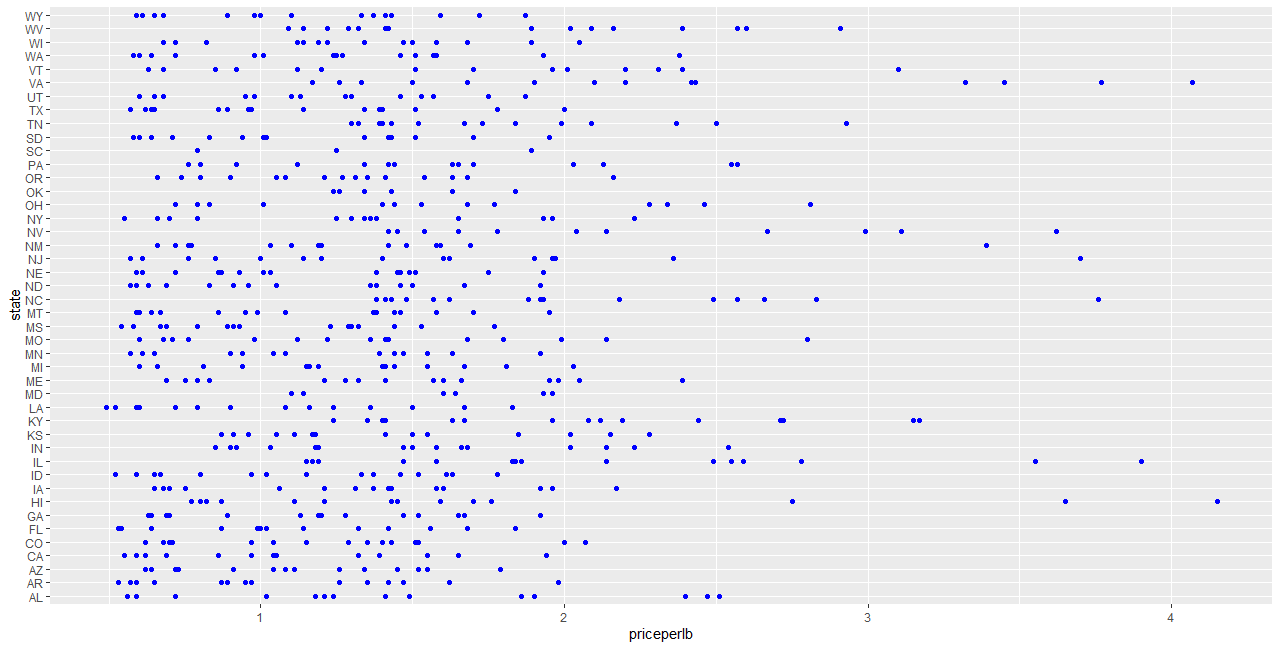 WY
WV
WI
WA
VT
VA
UT
TX
TN
SD
SC
PA
OR
OK
OH
NY
NV
NM
NJ
NE
ND
NC
MT
MS
MO
MN
MI
ME
MD
LA
KY
KS
IN
IL
ID
IA
HI
GA
FL
CO
CA
AZ
AR
AL
state
1 2 3 4
priceperlb